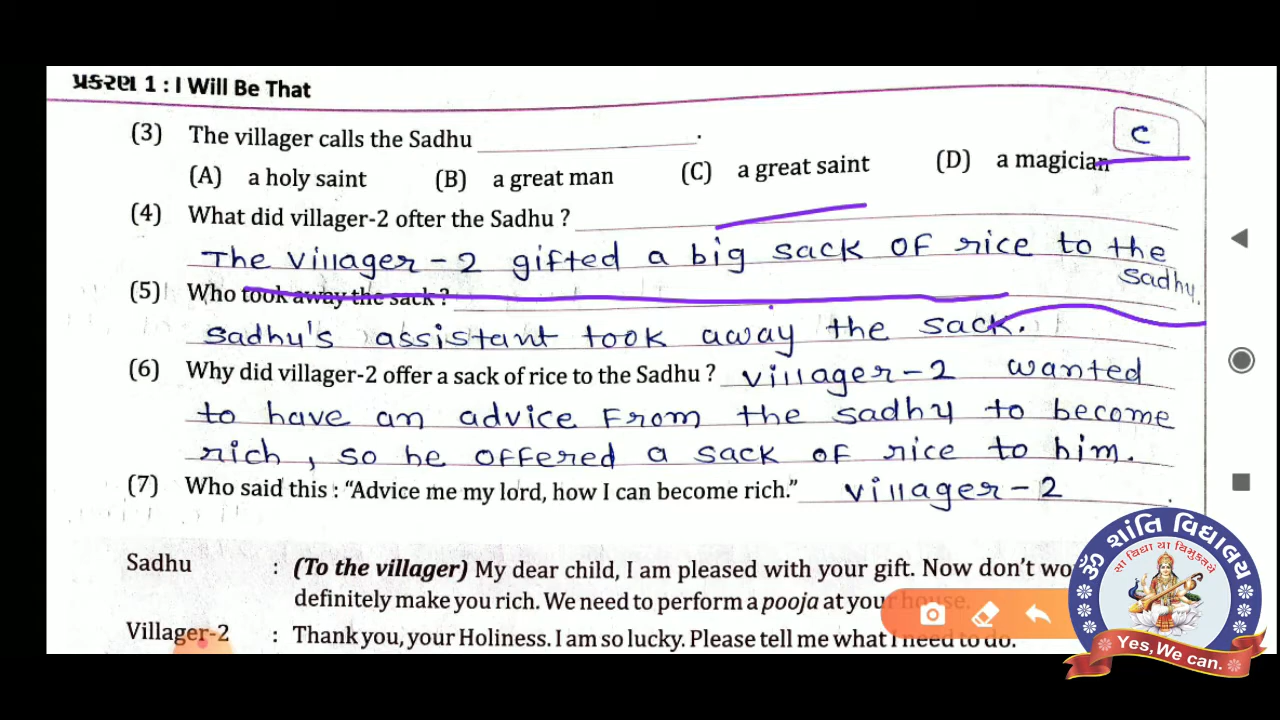 પ્રકરણ 1 : I Will Be That
(3) The villager calls the Sadhu ____________.
C
(A) a holy saint (B) a great man (C) a great saint (D) a magician
(4) What did villager-2 ofter the Sadhu ?
The villager-2 gifted a big sack of rice to the
sadhu.
(5) Who took away the sack ?
Sadhu's assistant took away the sack.
(6) Why did villager-2 offer a sack of rice to the Sadhu ? villager-2 wanted
to have an advice from the sadhu to become
rich, so he offered a sack of rice to him.
(7) Who said this : “Advice me my lord, how I can become rich.” villager-2.
Sadhu : (To the villager) My dear child, I am pleased with your gift. Now don't
definitely make you rich. We need to perform a pooja at your house.
Villager-2 : Thank you, your Holiness. I am so lucky. Please tell me what I need to do.
ૐ શાંતિ વિદ્યાલય
सा विद्या या विमुक्तये
Yes, We can.